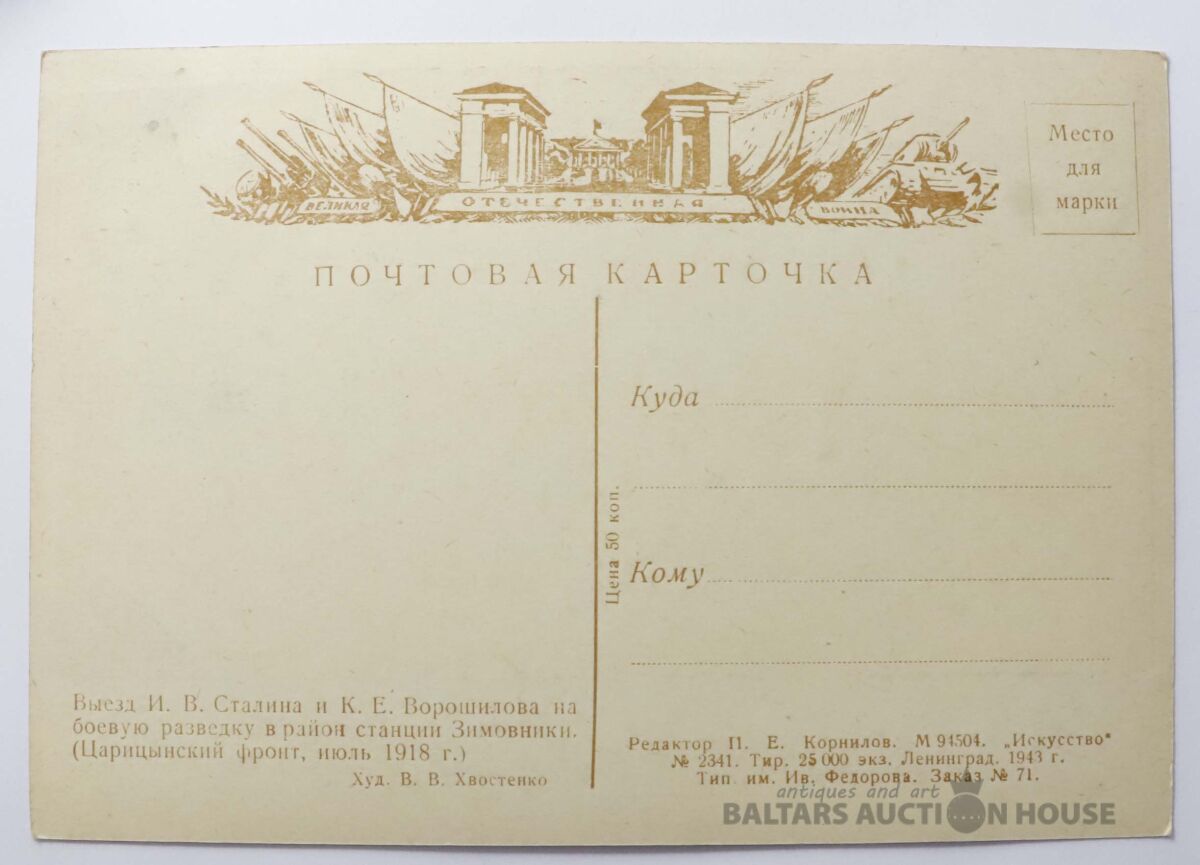 ВЕЛИКАЯ ОТЕЧЕСТВЕННАЯ ВОЙНА
Место
для
марки
ПОЧТОВАЯ КАРТОЧКА
Куда
Кому
Цена 50 коп.
Выезд И. В. Сталина и К. Е. Ворошилова на
боевую разведку в район станции Зимовники.
(Царицынский фронт, июль 1918 г.)
Худ. В. В. Хвостенко
Редактор П. Е. Корнилов. М 94504. „Искусство"
№ 2341. Тир. 25 000 экз. Ленинград. 1943 г.
Тип. им. Ив. Федорова. Заказ № 71.
antiques and art
BALTARS AUCTION HOUSE